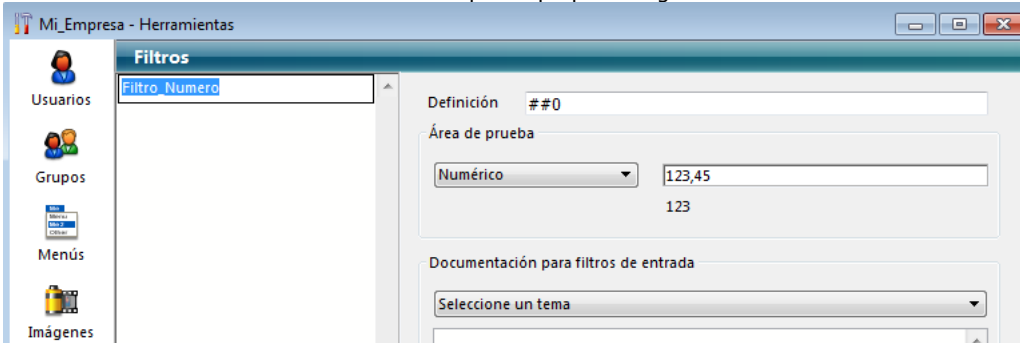 Mi_Empresa - Herramientas
Filtros
Usuarios
Grupos
Menús
Imágenes
Filtro_Numero
Definición ##0
Área de prueba
Numérico 123,45
123
Documentación para filtros de entrada
Seleccione un tema